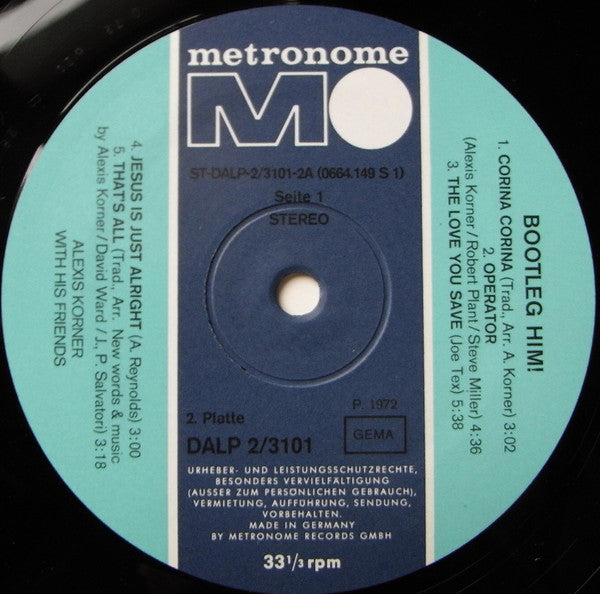 metronome
ST-DALP-2/3101-2A (0664.149 S 1)
Seite 1
STEREO
BOOTLEG HIM!
1. CORINA CORINA (Trad., Arr. A. Korner) 3:02
2. OPERATOR
(Alexis Korner/Robert Plant/Steve Miller) 4:36
3. THE LOVE YOU SAVE (Joe Tex) 5:38
4. JESUS IS JUST ALRIGHT (A. Reynolds) 3:00
5. THAT'S ALL (Trad., Arr. New words & music
by Alexis Korner/David Ward/J. P. Salvatori) 3:18
ALEXIS KORNER
WITH HIS FRIENDS
P. 1972
2. Platte
GEMA
DALP 2/3101
URHEBER- UND LEISTUNGSSCHUTZRECHTE,
BESONDERS VERVIELFALTIGUNG
(AUSSER ZUM PERSÖNLICHEN GEBRAUCH),
VERMIETUNG, AUFFÜHRUNG, SENDUNG,
VORBEHALTEN.
MADE IN GERMANY
BY METRONOME RECORDS GMBH
33 1/3 rpm